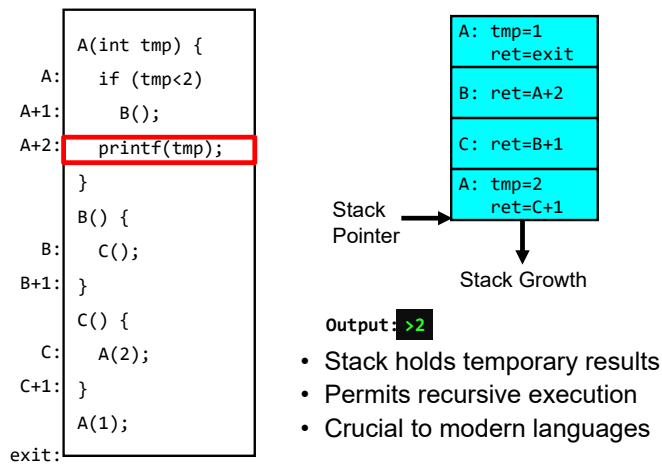 A(int tmp) {
A: if (tmp<2)
A+1: B();
A+2: printf(tmp);
}
B() {
B: C();
B+1: }
C() {
C: A(2);
C+1: }
A(1);
exit:
A: tmp=1
ret=exit
B: ret=A+2
C: ret=B+1
A: tmp=2
ret=C+1
Stack
Pointer
Stack Growth
Output: >2
• Stack holds temporary results
• Permits recursive execution
• Crucial to modern languages